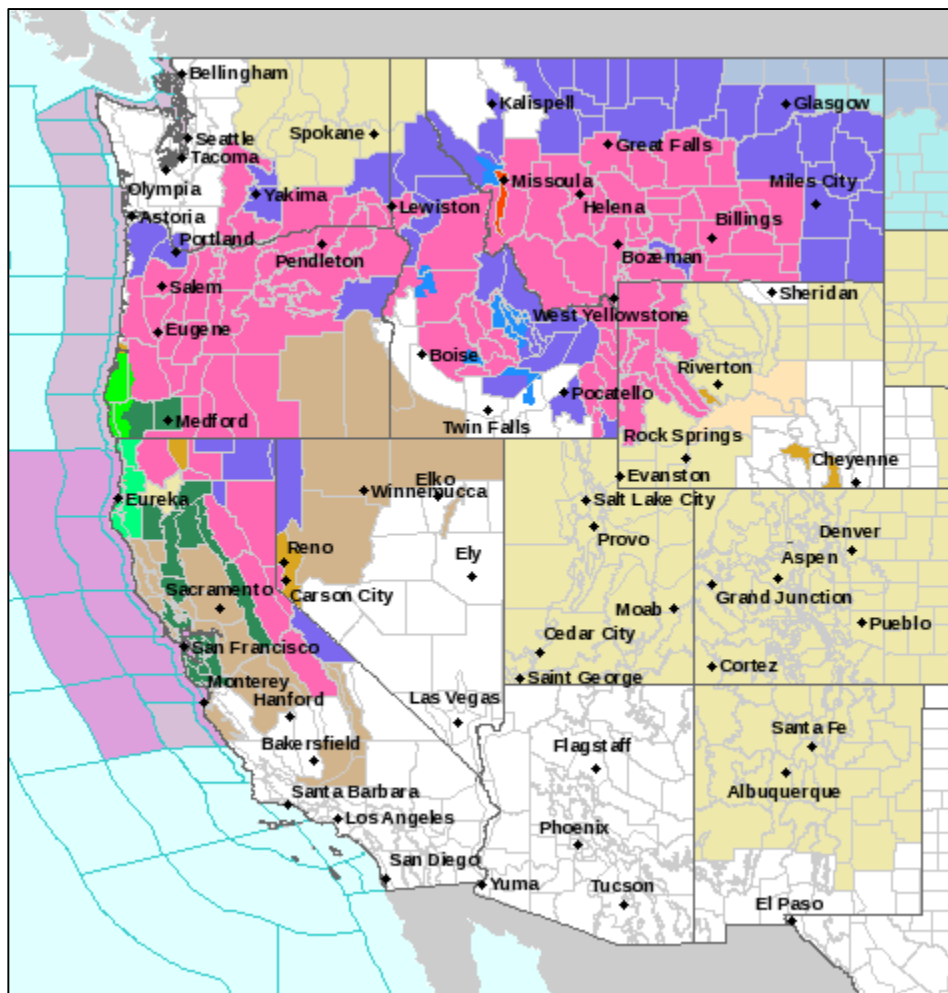 Bellingham
Kalispell
Glasgow
Spokane
Seattle
Great Falls
Tacoma
Olympia
Missoula
Miles City
Yakima
Helena
Lewiston
Astoria
Billings
Portland
Pendleton
Bozeman
Salem
Sheridan
West Yellowstone
Eugene
Boise
Riverton
Pocatello
Medford
Twin Falls
Rock Springs
Cheyenne
Evanston
Elko
Winnemucca
Eureka
Salt Lake City
Denver
Provo
Reno
Ely
Aspen
Sacramento
Carson City
Grand Junction
Moab
Pueblo
Cedar City
San Francisco
Cortez
Saint George
Monterey
Hanford
Las Vegas
Santa Fe
Bakersfield
Flagstaff
Albuquerque
Santa Barbara
Los Angeles
Phoenix
San Diego
Yuma
Tucson
El Paso